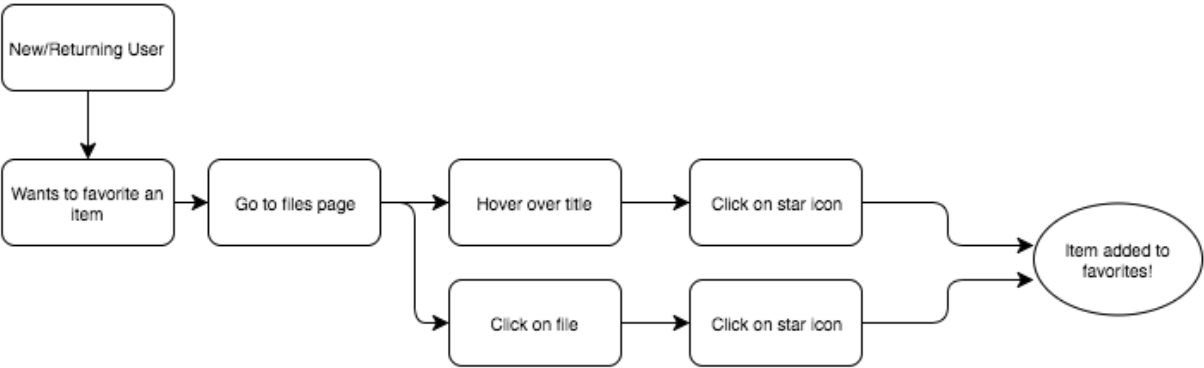 New/Returning User
Wants to favorite an
item
Go to files page
Hover over title
Click on star icon
Click on file
Click on star icon
Item added to
favorites!